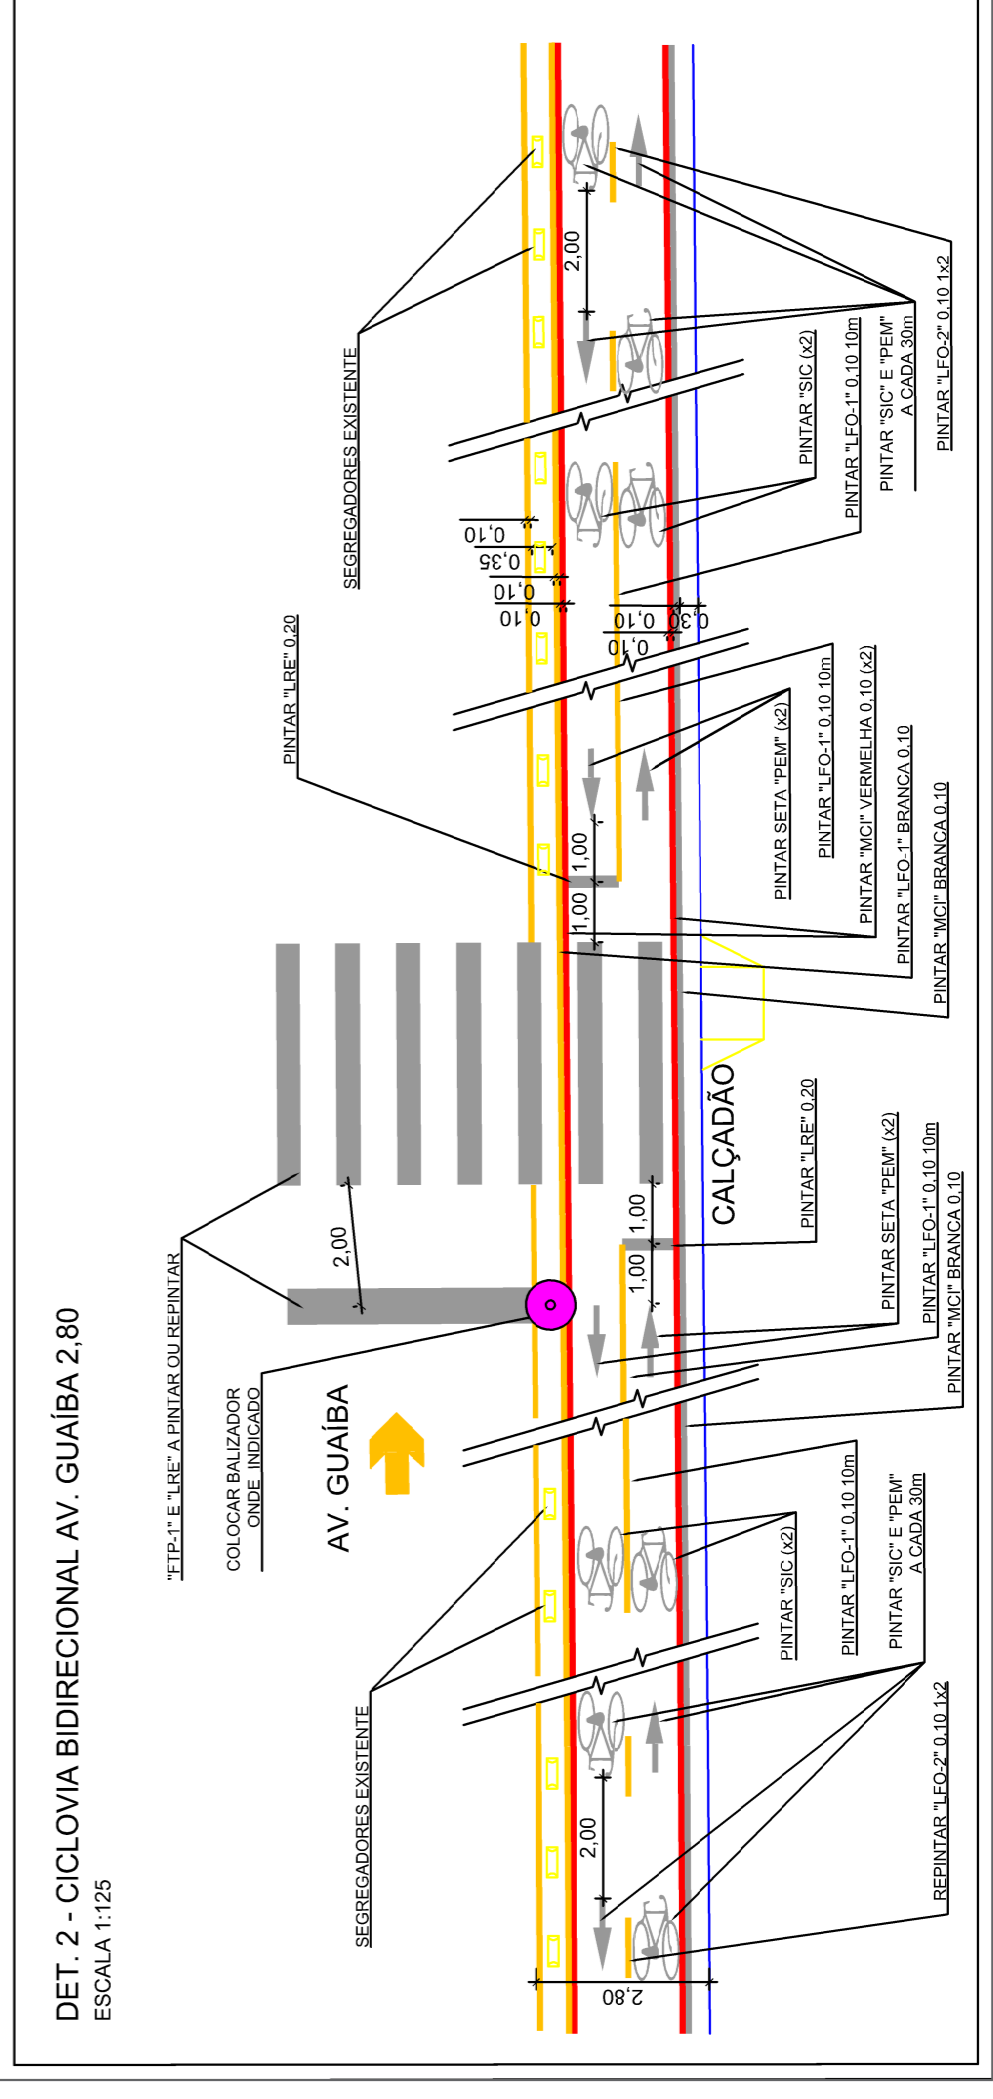 DET. 2 - CICLOVIA BIDIRECIONAL AV. GUAÍBA 2,80
ESCALA 1:125
"FTP-1" E "LRE" A PINTAR OU REPINTAR
COLOCAR BALIZADOR
ONDE INDICADO
AV. GUAÍBA
PINTAR "LRE" 0,20
SEGREGADORES EXISTENTE
SEGREGADORES EXISTENTE
2,00
0,10
0,35
0,10
0,10
2,00
2,80
2,00
1,00
1,00
1,00
1,00
0,10
0,10
0,30
CALÇADÃO
REPINTAR "LFO-2" 0,10 1x2
PINTAR "SIC" E "PEM"
A CADA 30m
PINTAR "LFO-1" 0,10 10m
PINTAR "SIC (x2)
PINTAR "MCI" BRANCA 0,10
PINTAR "LFO-1" 0,10 10m
PINTAR SETA "PEM" (x2)
PINTAR "LRE" 0,20
PINTAR "MCI" BRANCA 0,10
PINTAR "LFO-1" BRANCA 0,10
PINTAR "MCI" VERMELHA 0,10 (x2)
PINTAR "LFO-1" 0,10 10m
PINTAR SETA "PEM" (x2)
PINTAR "SIC (x2)
PINTAR "LFO-1" 0,10 10m
PINTAR "SIC" E "PEM"
A CADA 30m
PINTAR "LFO-2" 0,10 1x2